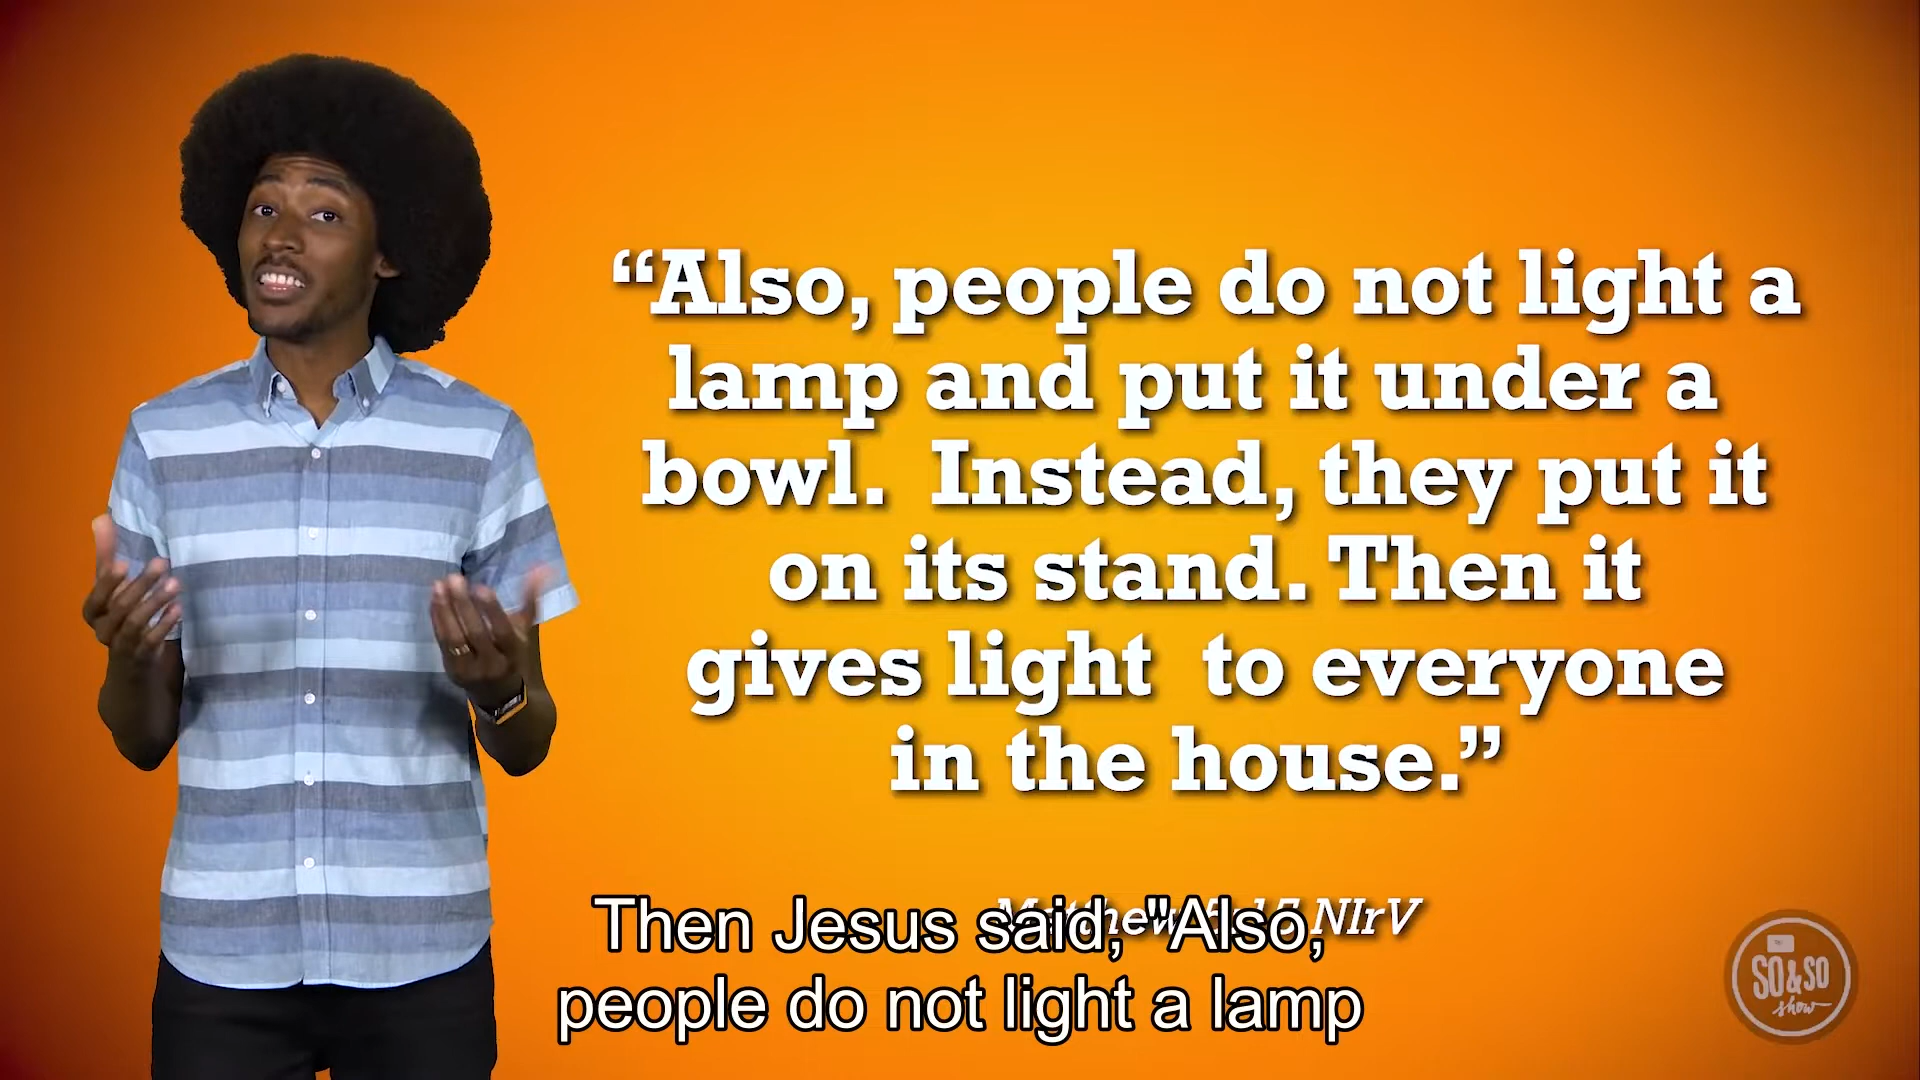 “Also, people do not light a
lamp and put it under a
bowl. Instead, they put it
on its stand. Then it
gives light to everyone
in the house.”
NIrV
Then Jesus said, "Also,
people do not light a lamp
SO&SO
show